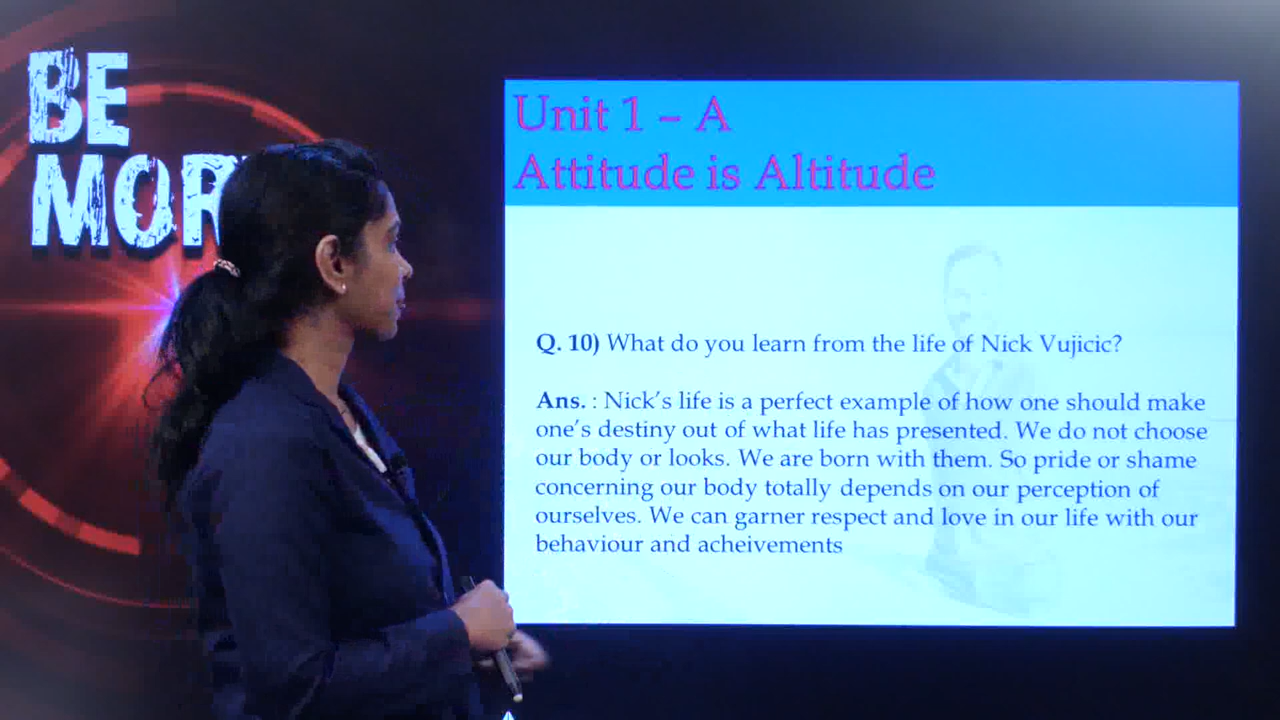 BE
MOR
Unit 1 – A
Attitude is Altitude
Q. 10) What do you learn from the life of Nick Vujicic?
Ans. : Nick's life is a perfect example of how one should make
one's destiny out of what life has presented. We do not choose
our body or looks. We are born with them. So pride or shame
concerning our body totally depends on our perception of
ourselves. We can garner respect and love in our life with our
behaviour and acheivements